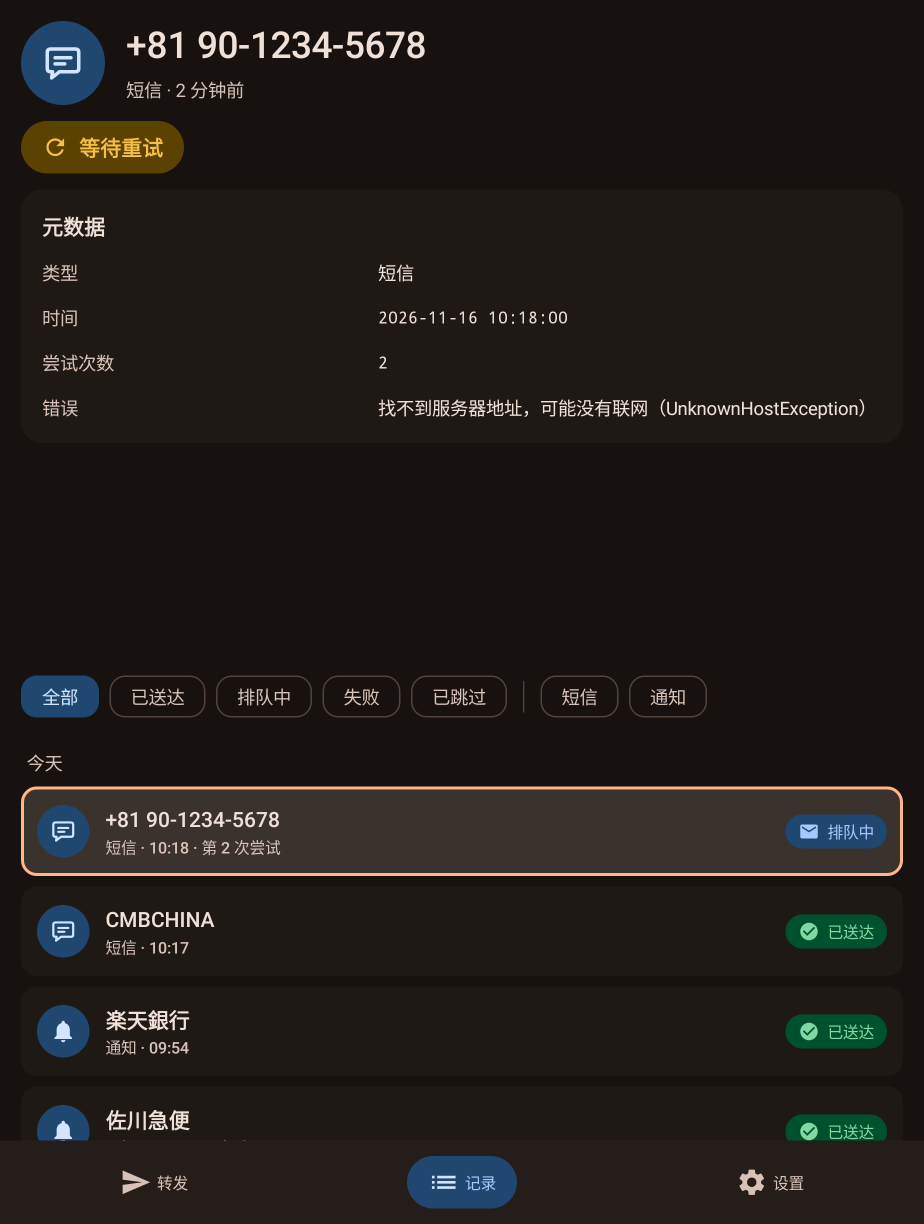 +81 90-1234-5678
短信 · 2 分钟前
等待重试
元数据
类型 短信
时间 2026-11-16 10:18:00
尝试次数 2
错误 找不到服务器地址，可能没有联网（UnknownHostException）
全部 已送达 排队中 失败 已跳过 短信 通知
今天
+81 90-1234-5678
短信 · 10:18 · 第 2 次尝试
排队中
CMBCHINA
短信 · 10:17
已送达
楽天銀行
通知 · 09:54
已送达
佐川急便
已送达
转发 记录 设置